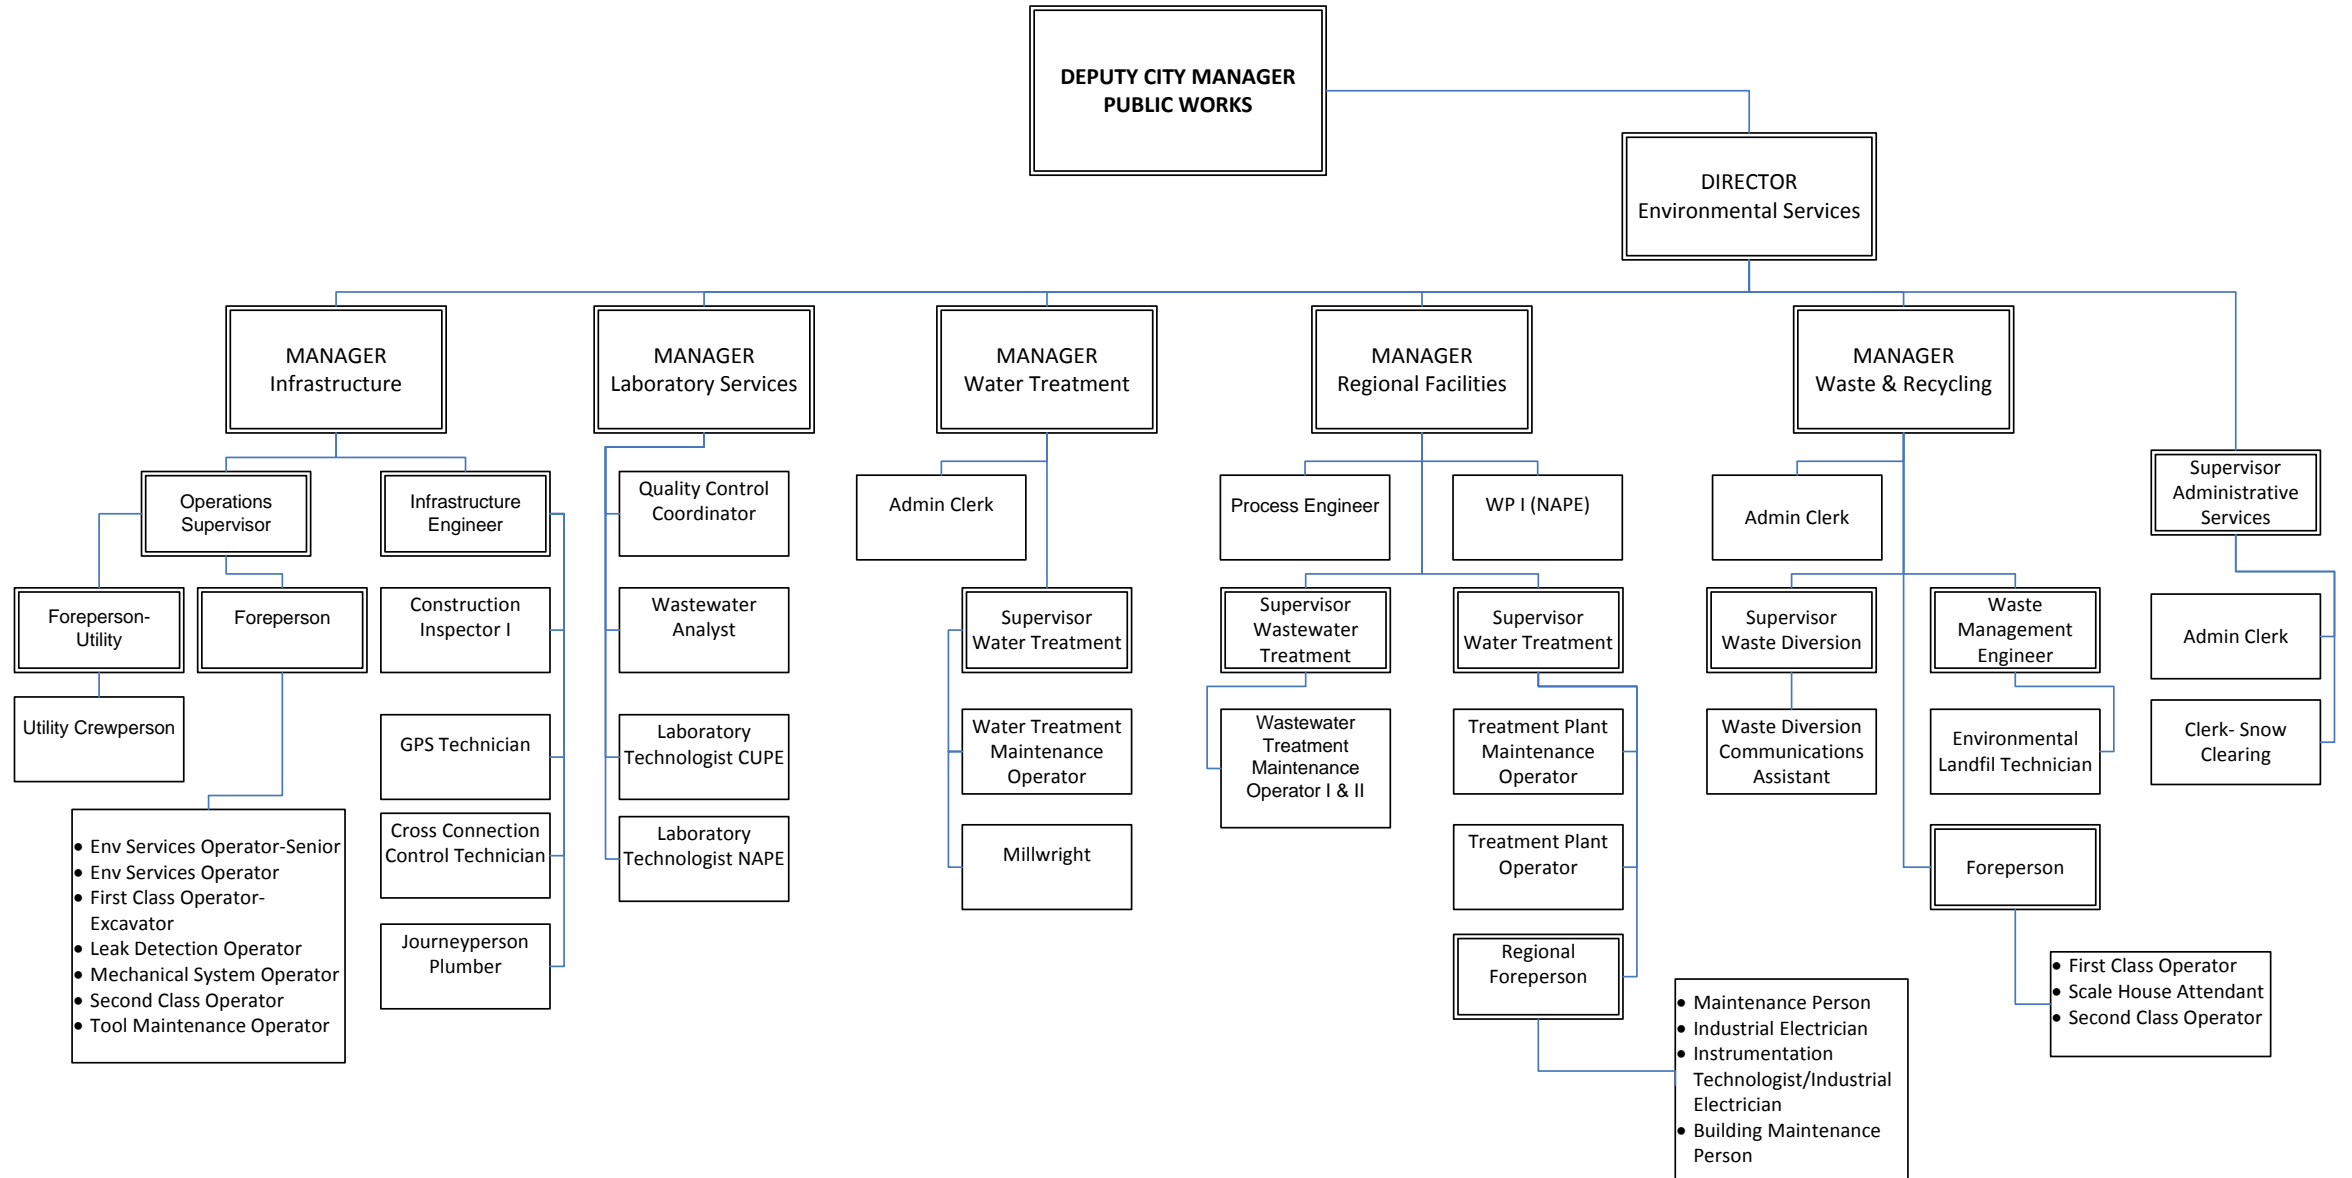 DEPUTY CITY MANAGER
PUBLIC WORKS
DIRECTOR
Environmental Services
MANAGER
Infrastructure
MANAGER
Laboratory Services
MANAGER
Water Treatment
MANAGER
Regional Facilities
MANAGER
Waste & Recycling
Operations
Supervisor
Infrastructure
Engineer
Quality Control
Coordinator
Admin Clerk
Process Engineer
WP I (NAPE)
Admin Clerk
Supervisor
Administrative
Services
Foreperson-
Utility
Foreperson
Construction
Inspector I
Wastewater
Analyst
Supervisor
Water Treatment
Supervisor
Wastewater
Treatment
Supervisor
Water Treatment
Supervisor
Waste Diversion
Waste
Management
Engineer
Admin Clerk
Utility Crewperson
GPS Technician
Laboratory
Technologist CUPE
Water Treatment
Maintenance
Operator
Wastewater
Treatment
Maintenance
Operator I & II
Treatment Plant
Maintenance
Operator
Waste Diversion
Communications
Assistant
Environmental
Landfil Technician
Clerk- Snow
Clearing
• Env Services Operator-Senior
• Env Services Operator
• First Class Operator-
Excavator
• Leak Detection Operator
• Mechanical System Operator
• Second Class Operator
• Tool Maintenance Operator
Cross Connection
Control Technician
Laboratory
Technologist NAPE
Millwright
Treatment Plant
Operator
Foreperson
Journeyperson
Plumber
Regional
Foreperson
• First Class Operator
• Scale House Attendant
• Second Class Operator
• Maintenance Person
• Industrial Electrician
• Instrumentation
Technologist/Industrial
Electrician
• Building Maintenance
Person